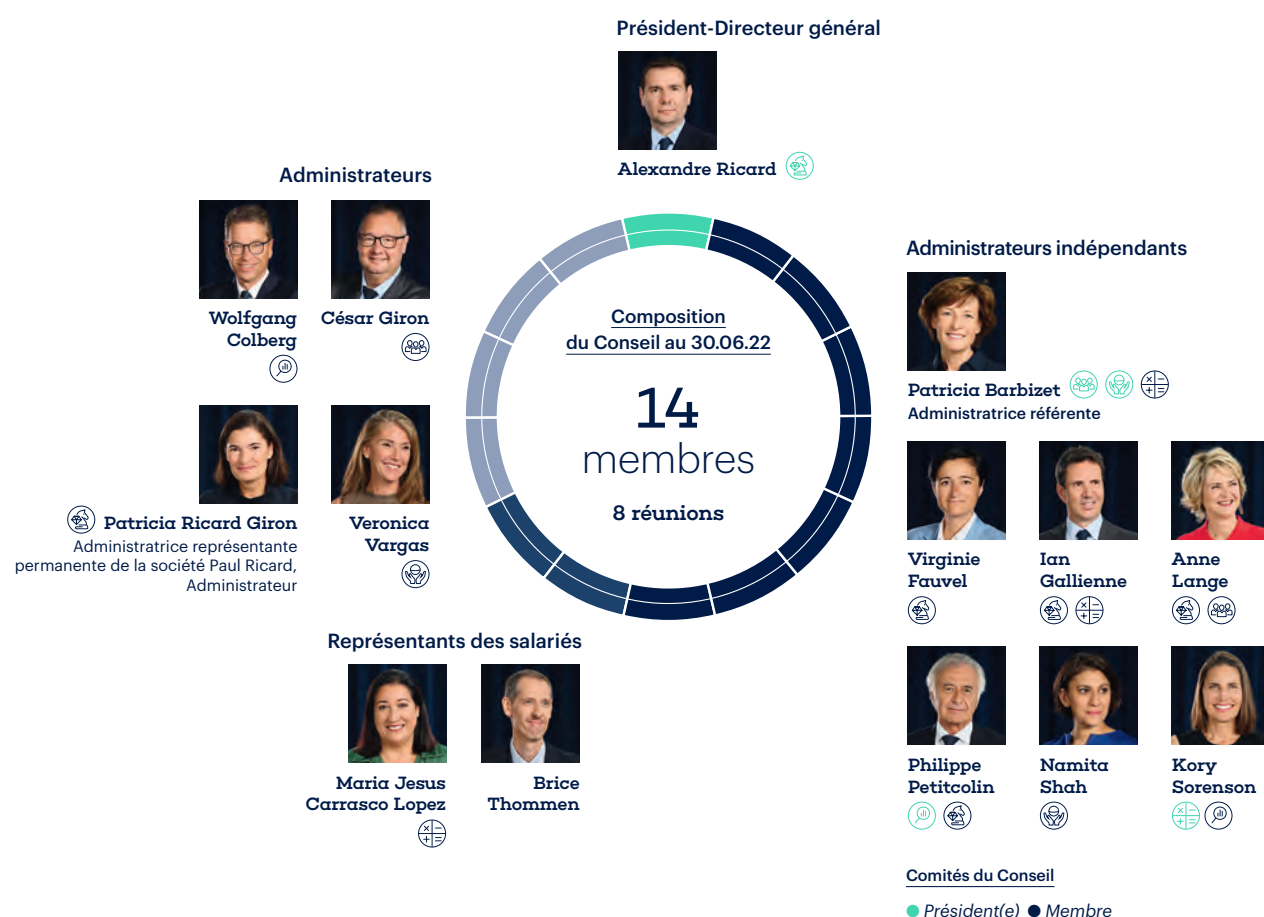 Président-Directeur général
Alexandre Ricard
Administrateurs
Wolfgang
Colberg
César Giron
Patricia Ricard Giron
Administratrice représentante
permanente de la société Paul Ricard,
Administrateur
Veronica
Vargas
Représentants des salariés
Maria Jesus
Carrasco Lopez
Brice
Thommen
Composition
du Conseil au 30.06.22
14
membres
8 réunions
Administrateurs indépendants
Patricia Barbizet
Administratrice référente
Virginie
Fauvel
Ian
Gallienne
Anne
Lange
Philippe
Petitcolin
Namita
Shah
Kory
Sorenson
Comités du Conseil
Président(e) Membre